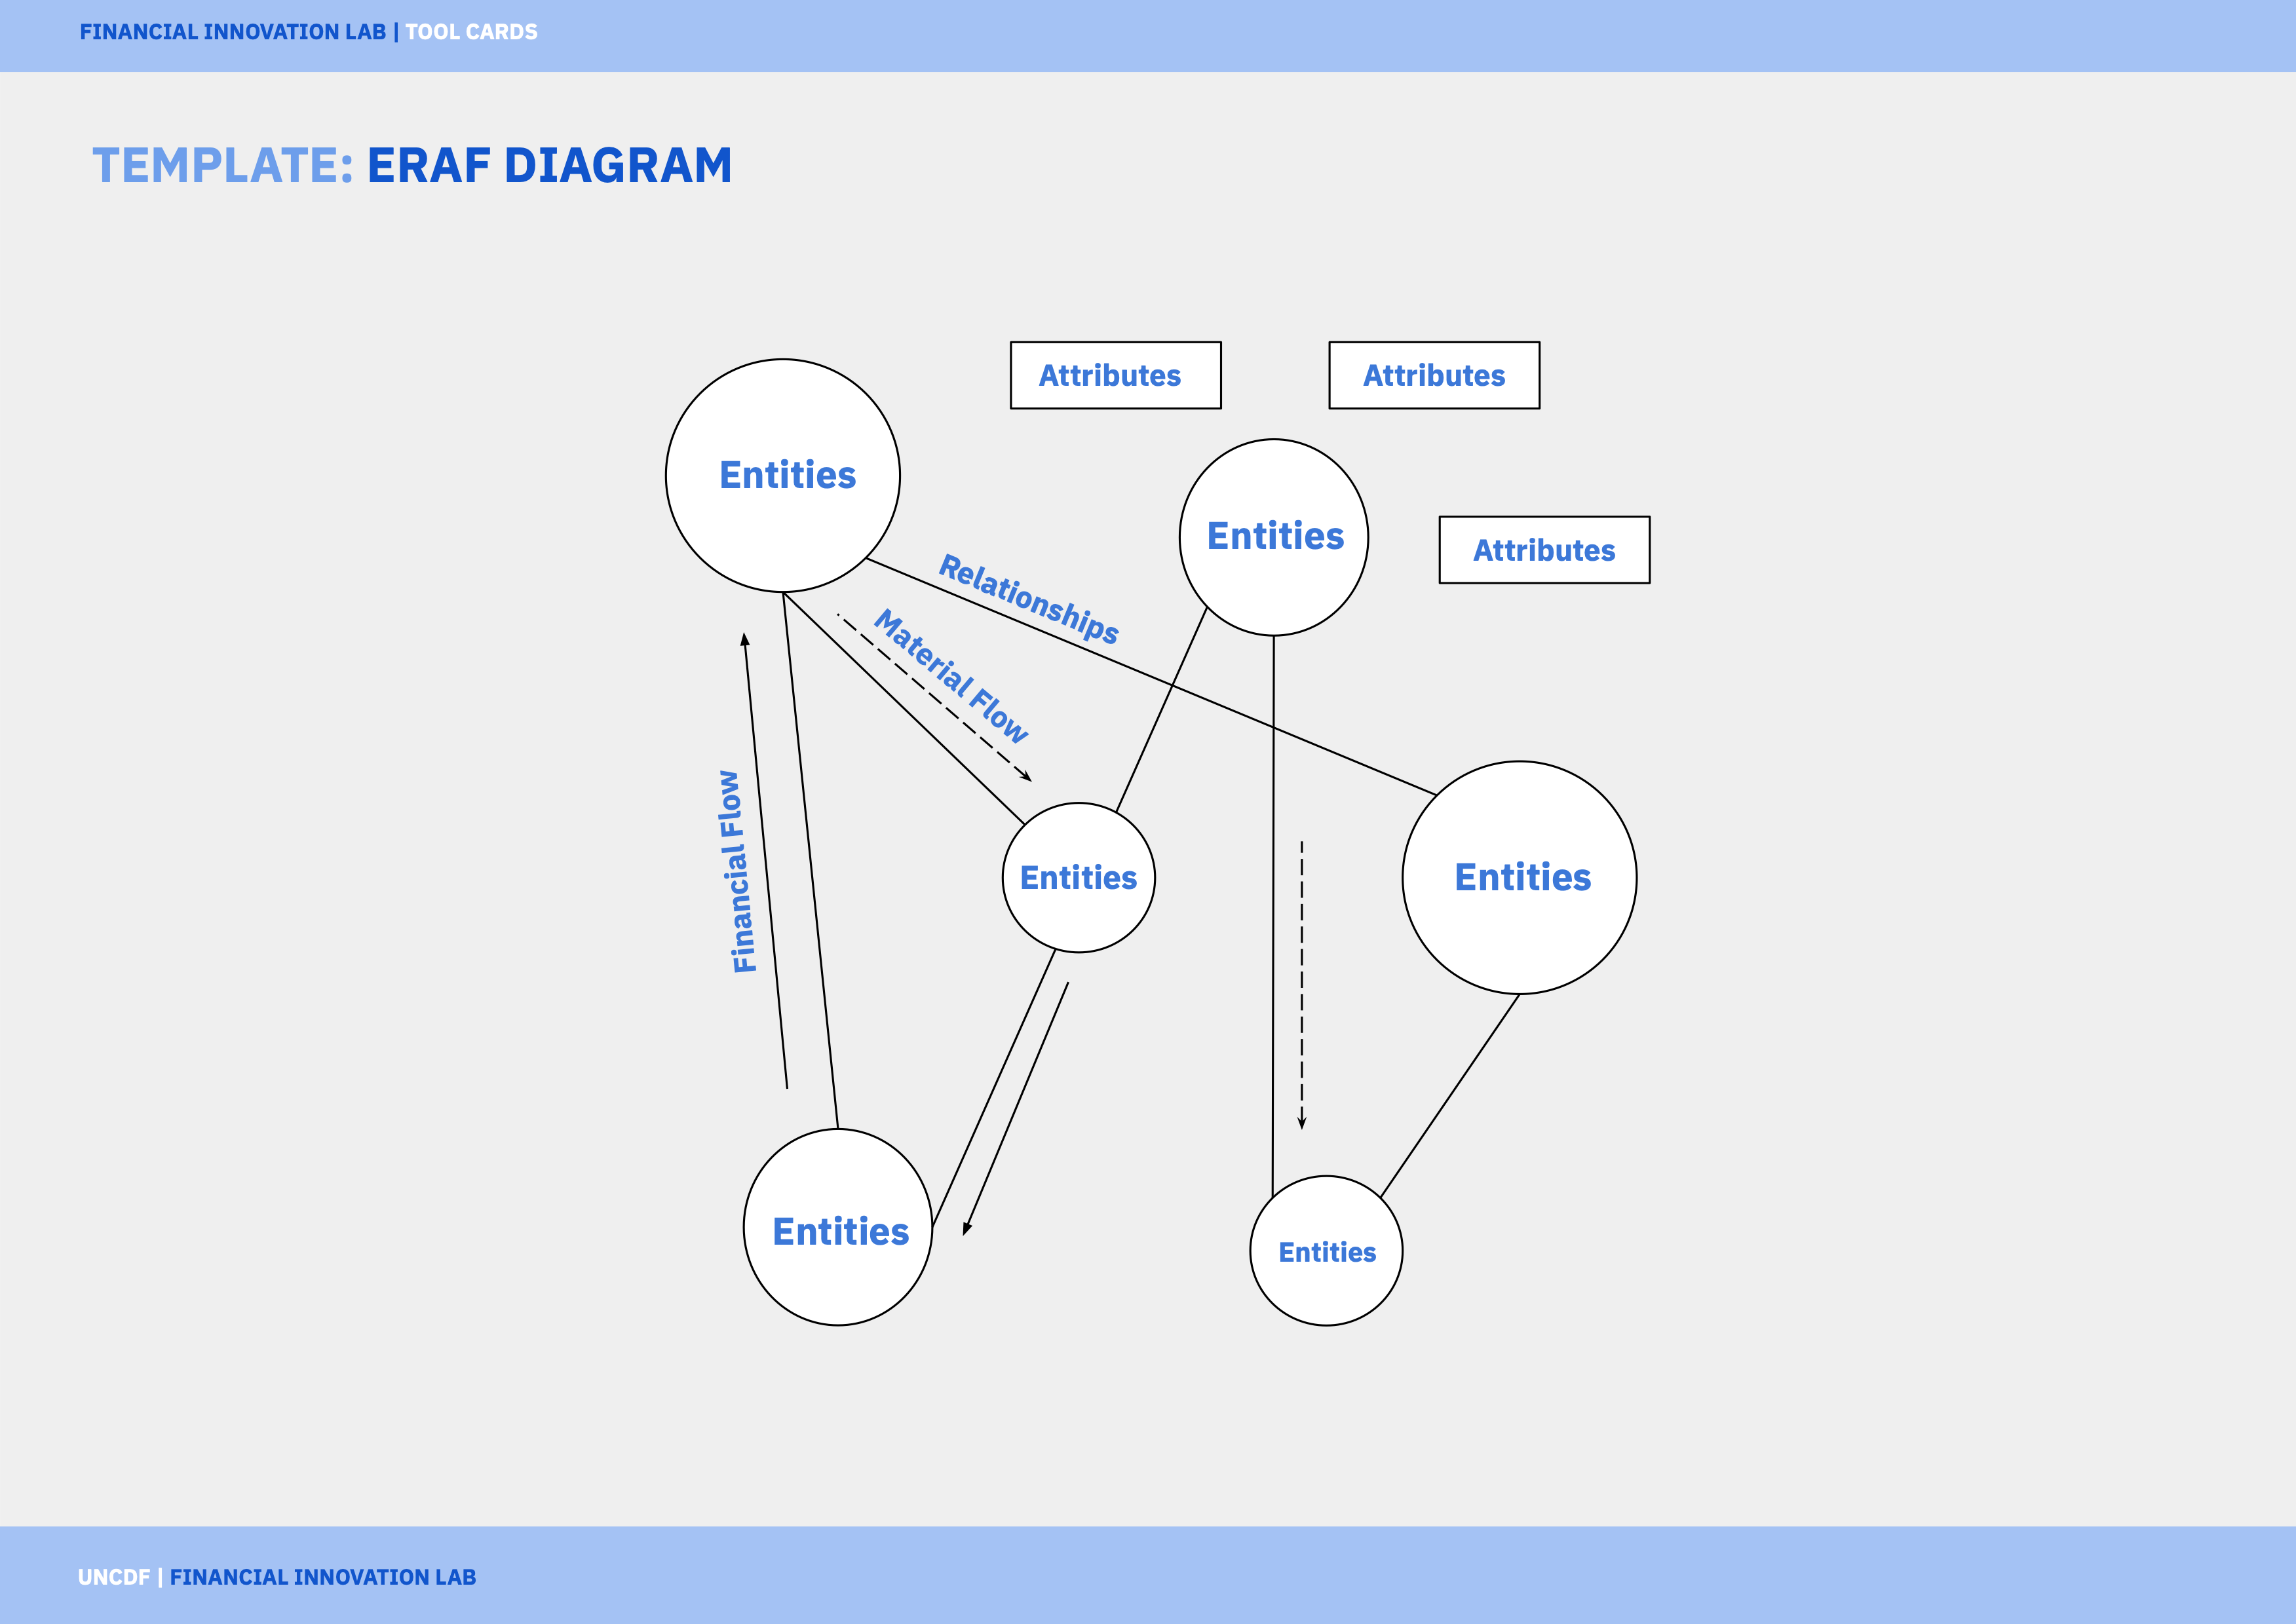 FINANCIAL INNOVATION LAB | TOOL CARDS
TEMPLATE: ERAF DIAGRAM
Attributes
Attributes
Entities
Entities
Attributes
Relationships
Material Flow
Financial Flow
Entities
Entities
Entities
Entities
UNCDF | FINANCIAL INNOVATION LAB